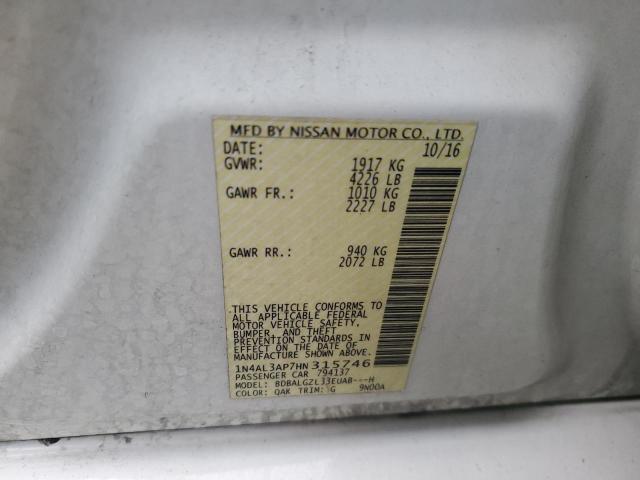 MFD BY NISSAN MOTOR CO., LTD.
DATE: 10/16
GVWR: 1917 KG
4226 LB
GAWR FR.: 1010 KG
2227 LB
GAWR RR.: 940 KG
2072 LB
THIS VEHICLE CONFORMS TO
ALL APPLICABLE FEDERAL
MOTOR VEHICLE SAFETY,
BUMPER, AND THEFT
PREVENTION STANDARDS IN
EFFECT ON THE DATE OF
MANUFACTURE SHOWN ABOVE.
1N4AL3AP7HN315746
PASSENGER CAR 794137
MODEL: BDBALGZL33EUA8---H
COLOR: QAK TRIM: G 9N00A